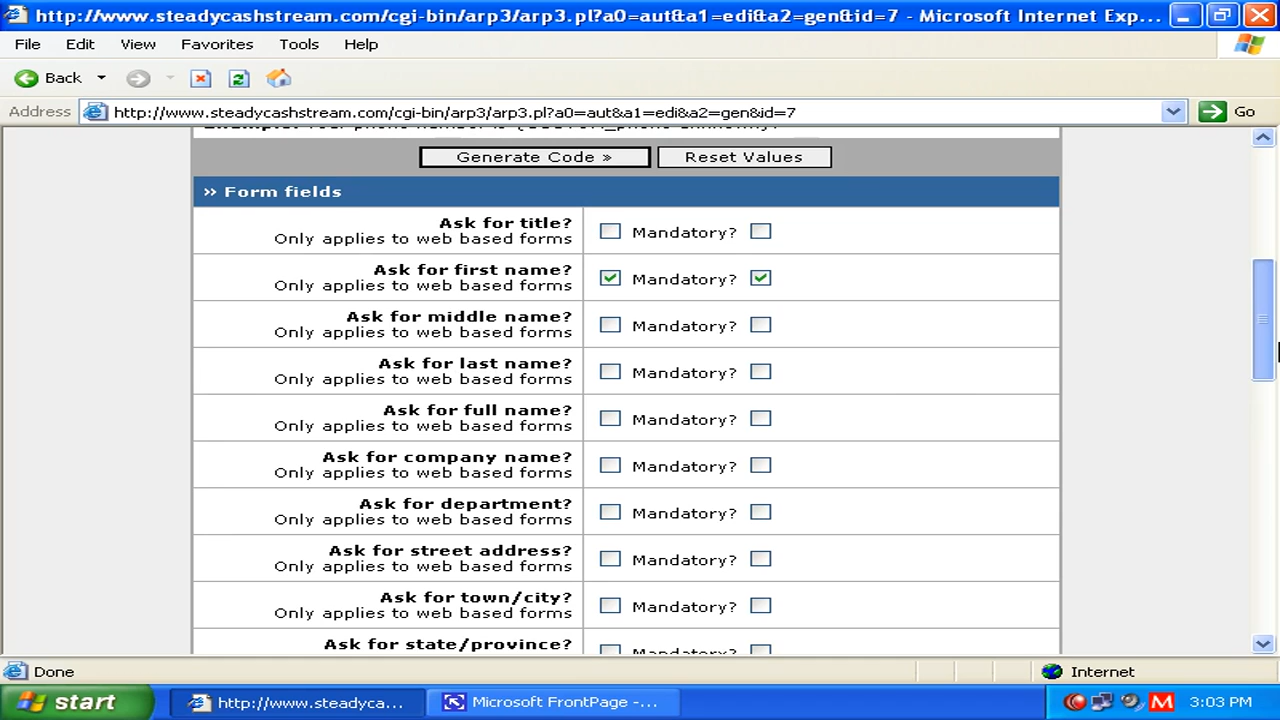 http://www.steadycashstream.com/cgi-bin/arp3/arp3.pl?a0=aut&a1=edi&a2=gen&id=7 - Microsoft Internet Exp...
File Edit View Favorites Tools Help
Back
Address http://www.steadycashstream.com/cgi-bin/arp3/arp3.pl?a0=aut&a1=edi&a2=gen&id=7 Go
Generate Code » Reset Values
» Form fields
Ask for title?
Only applies to web based forms Mandatory?
Ask for first name?
Only applies to web based forms Mandatory?
Ask for middle name?
Only applies to web based forms Mandatory?
Ask for last name?
Only applies to web based forms Mandatory?
Ask for full name?
Only applies to web based forms Mandatory?
Ask for company name?
Only applies to web based forms Mandatory?
Ask for department?
Only applies to web based forms Mandatory?
Ask for street address?
Only applies to web based forms Mandatory?
Ask for town/city?
Only applies to web based forms Mandatory?
Ask for state/province?
Mandatory?
Done Internet
start http://www.steadyca... Microsoft FrontPage -... M 3:03 PM